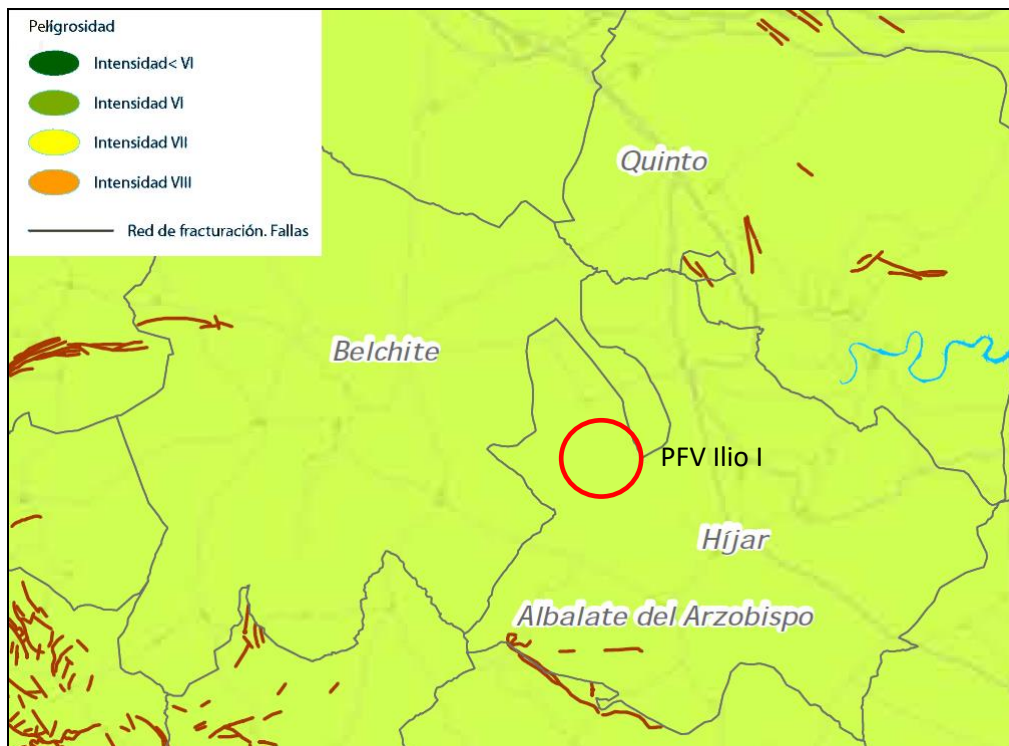 Peligrosidad
Intensidad< VI
Intensidad VI
Intensidad VII
Intensidad VIII
Red de fracturación. Fallas
Quinto
Belchite
PFV Ilio I
Híjar
Albalate del Arzobispo